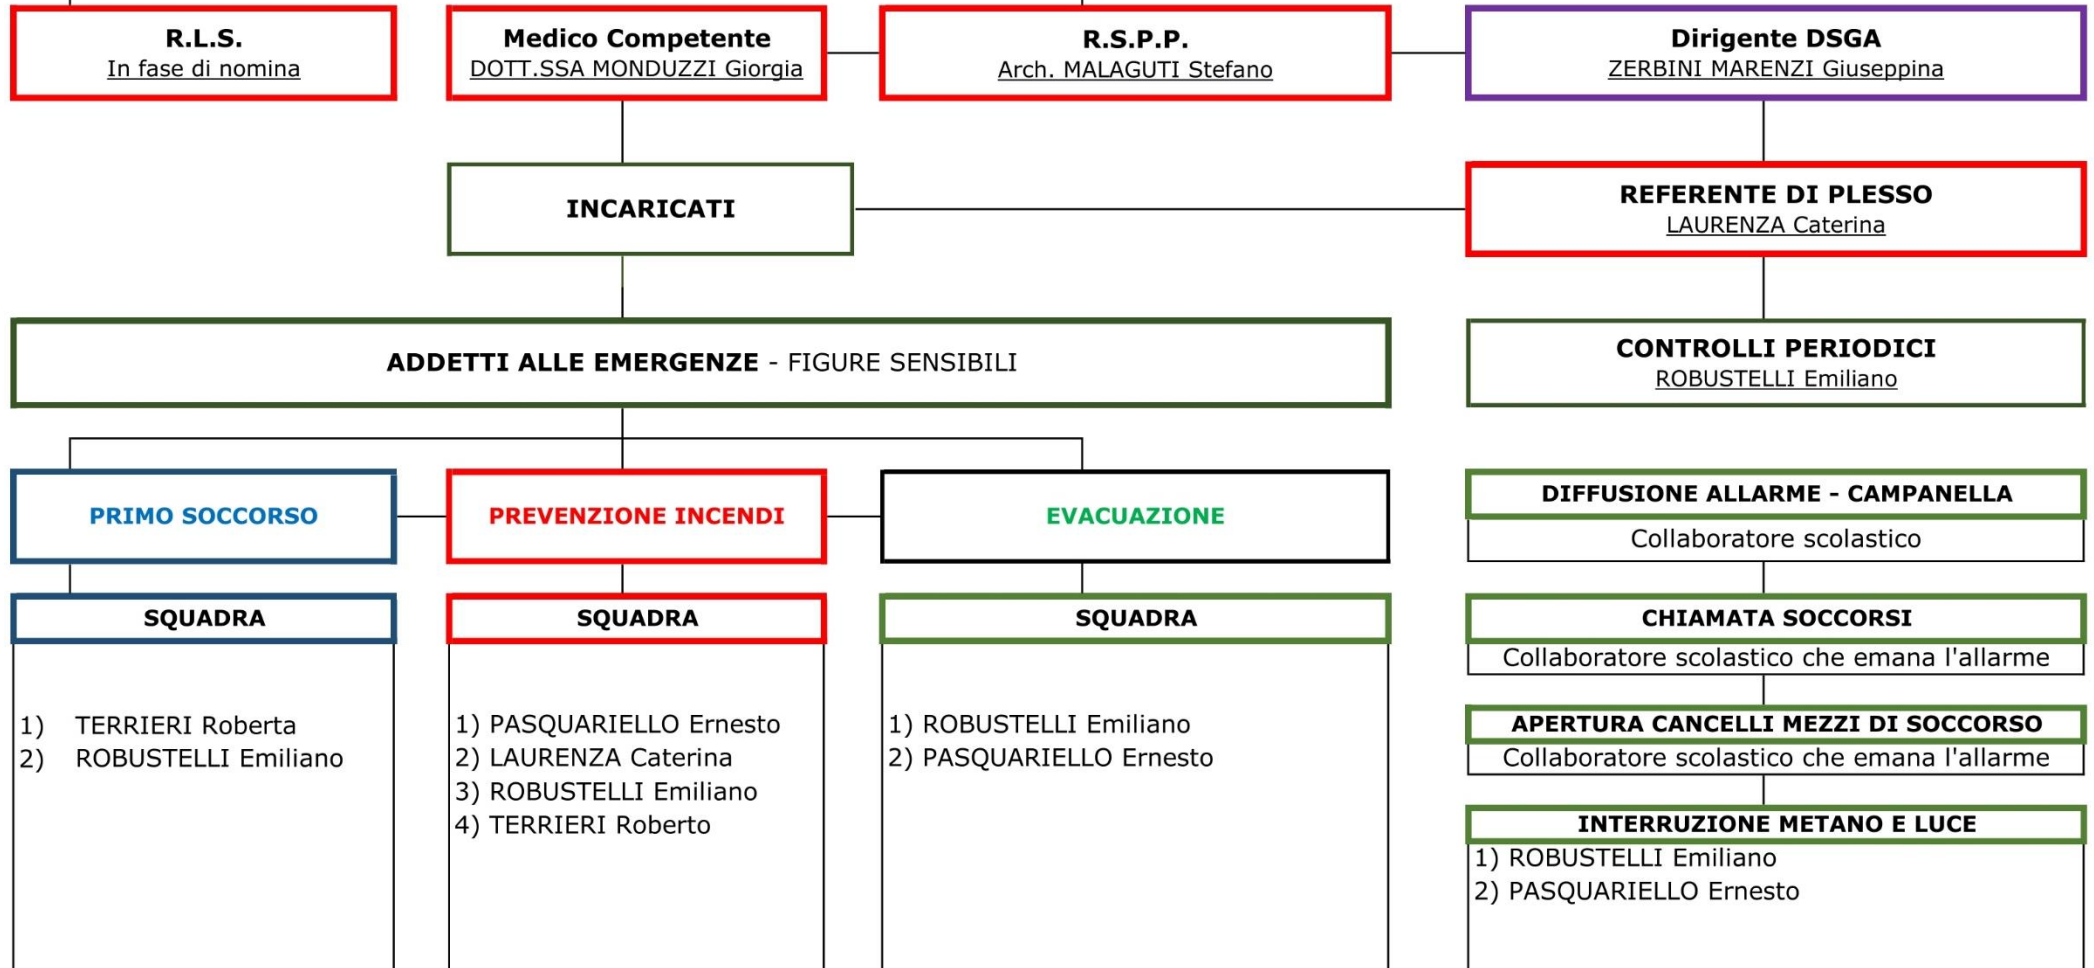 R.L.S.
In fase di nomina
Medico Competente
DOTT.SSA MONDUZZI Giorgia
R.S.P.P.
Arch. MALAGUTI Stefano
Dirigente DSGA
ZERBINI MARENZI Giuseppina
INCARICATI
REFERENTE DI PLESSO
LAURENZA Caterina
ADDETTI ALLE EMERGENZE - FIGURE SENSIBILI
CONTROLLI PERIODICI
ROBUSTELLI Emiliano
PRIMO SOCCORSO
PREVENZIONE INCENDI
EVACUAZIONE
SQUADRA
1) TERRIERI Roberta
2) ROBUSTELLI Emiliano
SQUADRA
1) PASQUARIELLO Ernesto
2) LAURENZA Caterina
3) ROBUSTELLI Emiliano
4) TERRIERI Roberto
SQUADRA
1) ROBUSTELLI Emiliano
2) PASQUARIELLO Ernesto
DIFFUSIONE ALLARME - CAMPANELLA
Collaboratore scolastico
CHIAMATA SOCCORSI
Collaboratore scolastico che emana l'allarme
APERTURA CANCELLI MEZZI DI SOCCORSO
Collaboratore scolastico che emana l'allarme
INTERRUZIONE METANO E LUCE
1) ROBUSTELLI Emiliano
2) PASQUARIELLO Ernesto